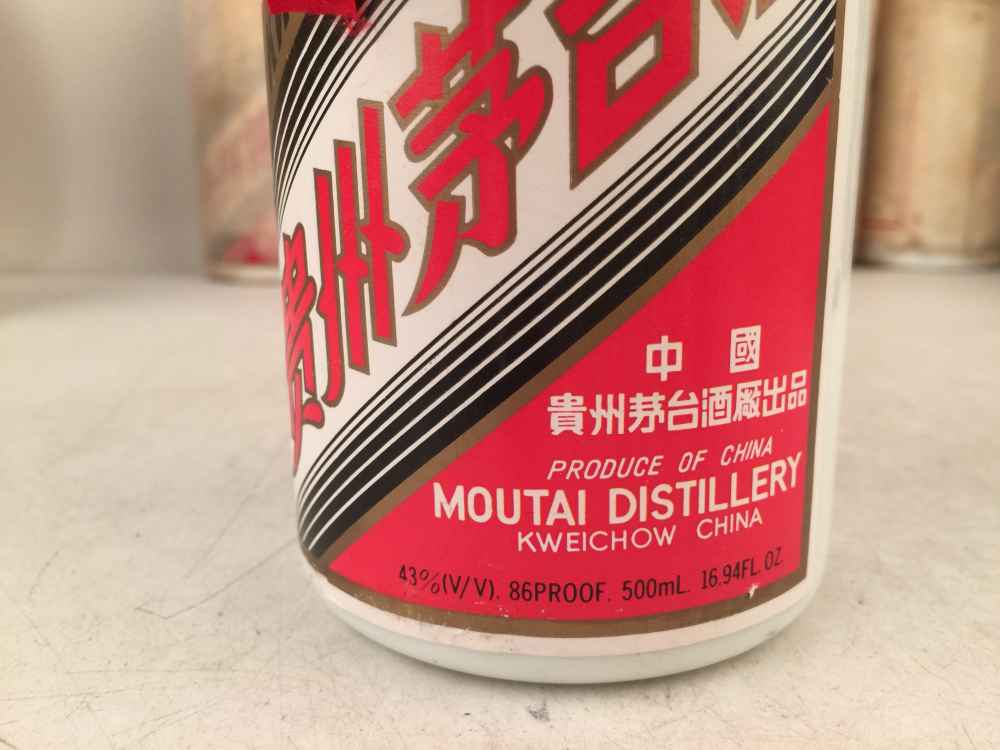 貴州茅台
中國
貴州茅台酒廠出品
PRODUCE OF CHINA
MOUTAI DISTILLERY
KWEICHOW CHINA
43%(V/V). 86PROOF. 500mL. 16.94FL.OZ